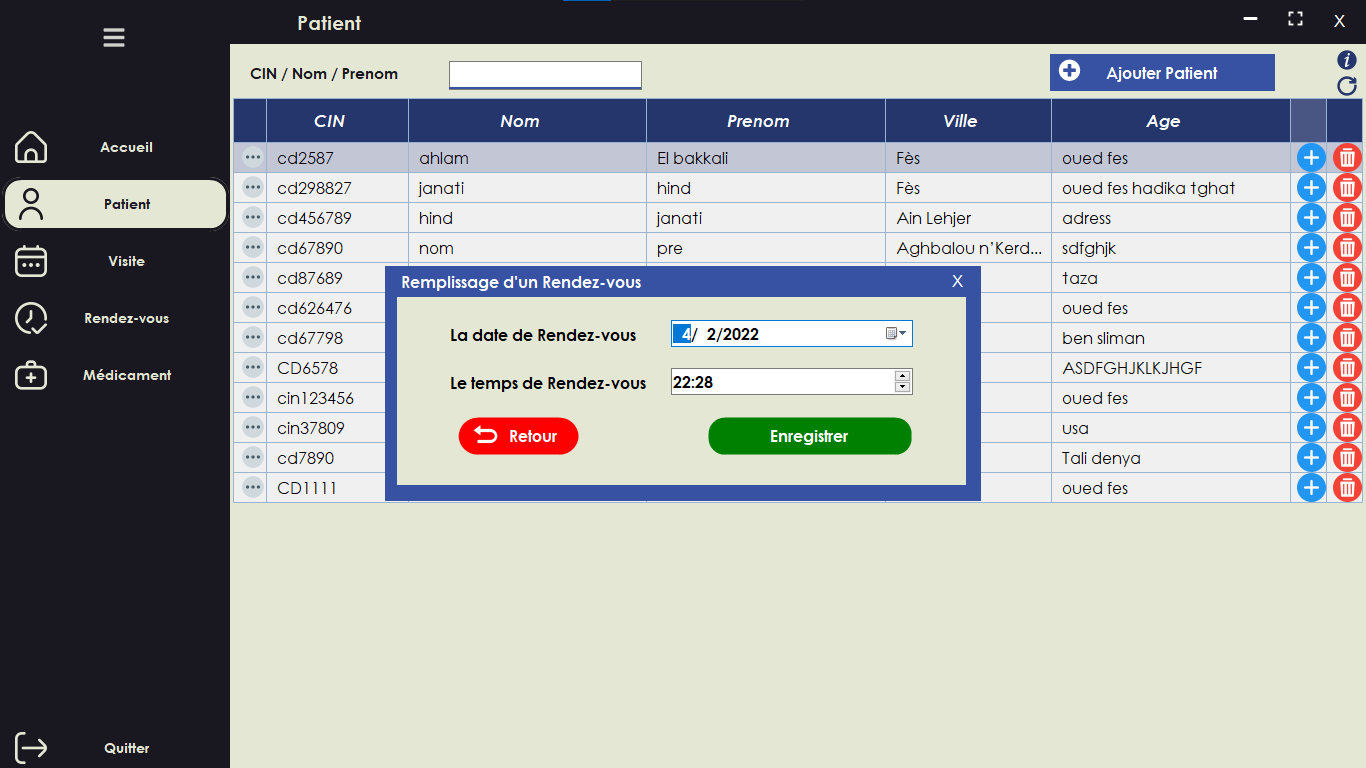 Patient
X
CIN / Nom / Prenom
Ajouter Patient
i
Accueil
Patient
Visite
Rendez-vous
Médicament
Quitter
CIN Nom Prenom Ville Age
cd2587 ahlam El bakkali Fès oued fes
cd298827 janati hind Fès oued fes hadika tghat
cd456789 hind janati Ain Lehjer adress
cd67890 nom pre Aghbalou n’Kerd... sdfghjk
cd87689 taza
cd626476 oued fes
cd67798 ben sliman
CD6578 ASDFGHJKLKJHGF
cin123456 oued fes
cin37809 usa
cd7890 Tali denya
CD1111 oued fes
Remplissage d'un Rendez-vous X
La date de Rendez-vous 4/ 2/2022
Le temps de Rendez-vous 22:28
Retour Enregistrer